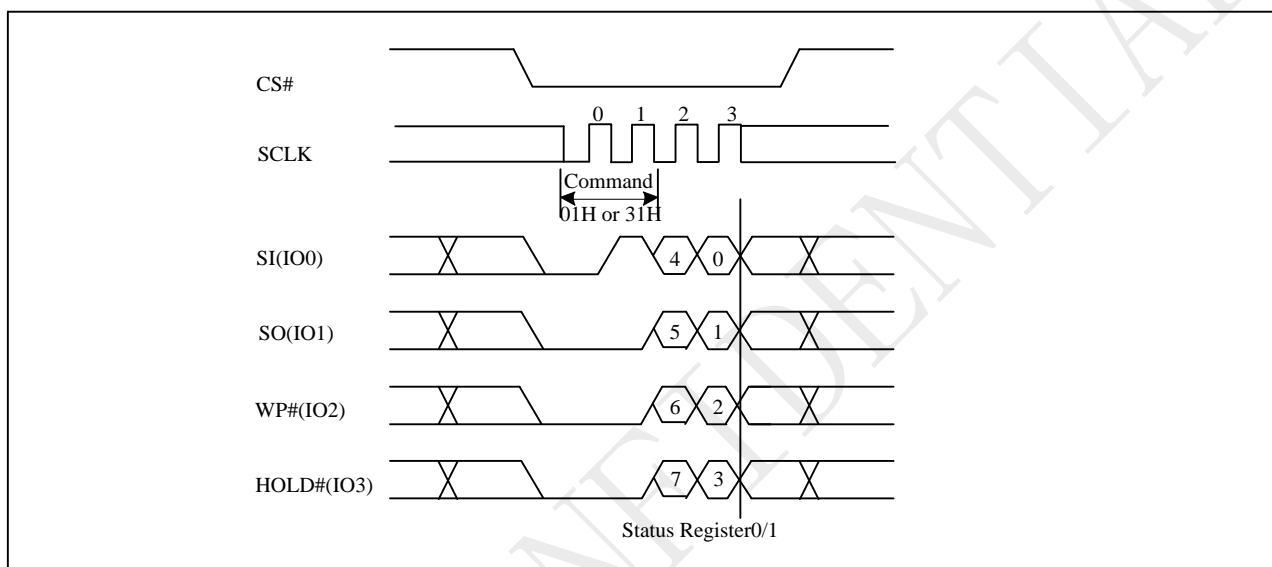 CS#
0 1 2 3
SCLK
Command
01H or 31H
SI(IO0) 4 0
SO(IO1) 5 1
WP#(IO2) 6 2
HOLD#(IO3) 7 3
Status Register0/1
NFIDENTIA